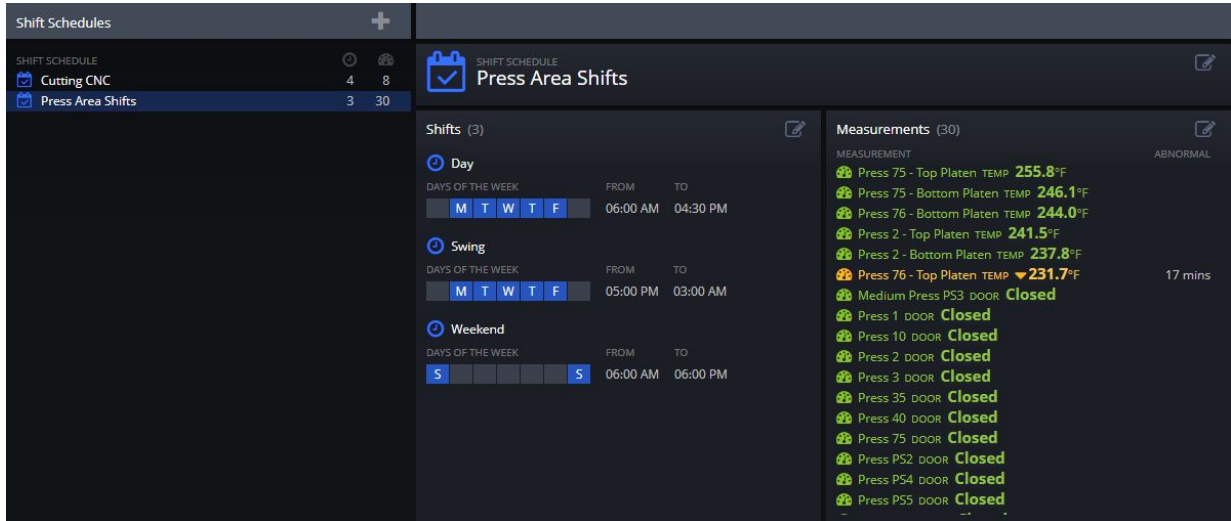 Shift Schedules
SHIFT SCHEDULE
Cutting CNC 4 8
Press Area Shifts 3 30
SHIFT SCHEDULE
Press Area Shifts
Shifts (3)
Day
DAYS OF THE WEEK FROM TO
M T W T F 06:00 AM 04:30 PM
Swing
DAYS OF THE WEEK FROM TO
M T W T F 05:00 PM 03:00 AM
Weekend
DAYS OF THE WEEK FROM TO
S S 06:00 AM 06:00 PM
Measurements (30)
MEASUREMENT ABNORMAL
Press 75 - Top Platen TEMP 255.8°F
Press 75 - Bottom Platen TEMP 246.1°F
Press 76 - Bottom Platen TEMP 244.0°F
Press 2 - Top Platen TEMP 241.5°F
Press 2 - Bottom Platen TEMP 237.8°F
Press 76 - Top Platen TEMP 231.7°F 17 mins
Medium Press PS3 DOOR Closed
Press 1 DOOR Closed
Press 10 DOOR Closed
Press 2 DOOR Closed
Press 3 DOOR Closed
Press 35 DOOR Closed
Press 40 DOOR Closed
Press 75 DOOR Closed
Press PS2 DOOR Closed
Press PS4 DOOR Closed
Press PS5 DOOR Closed